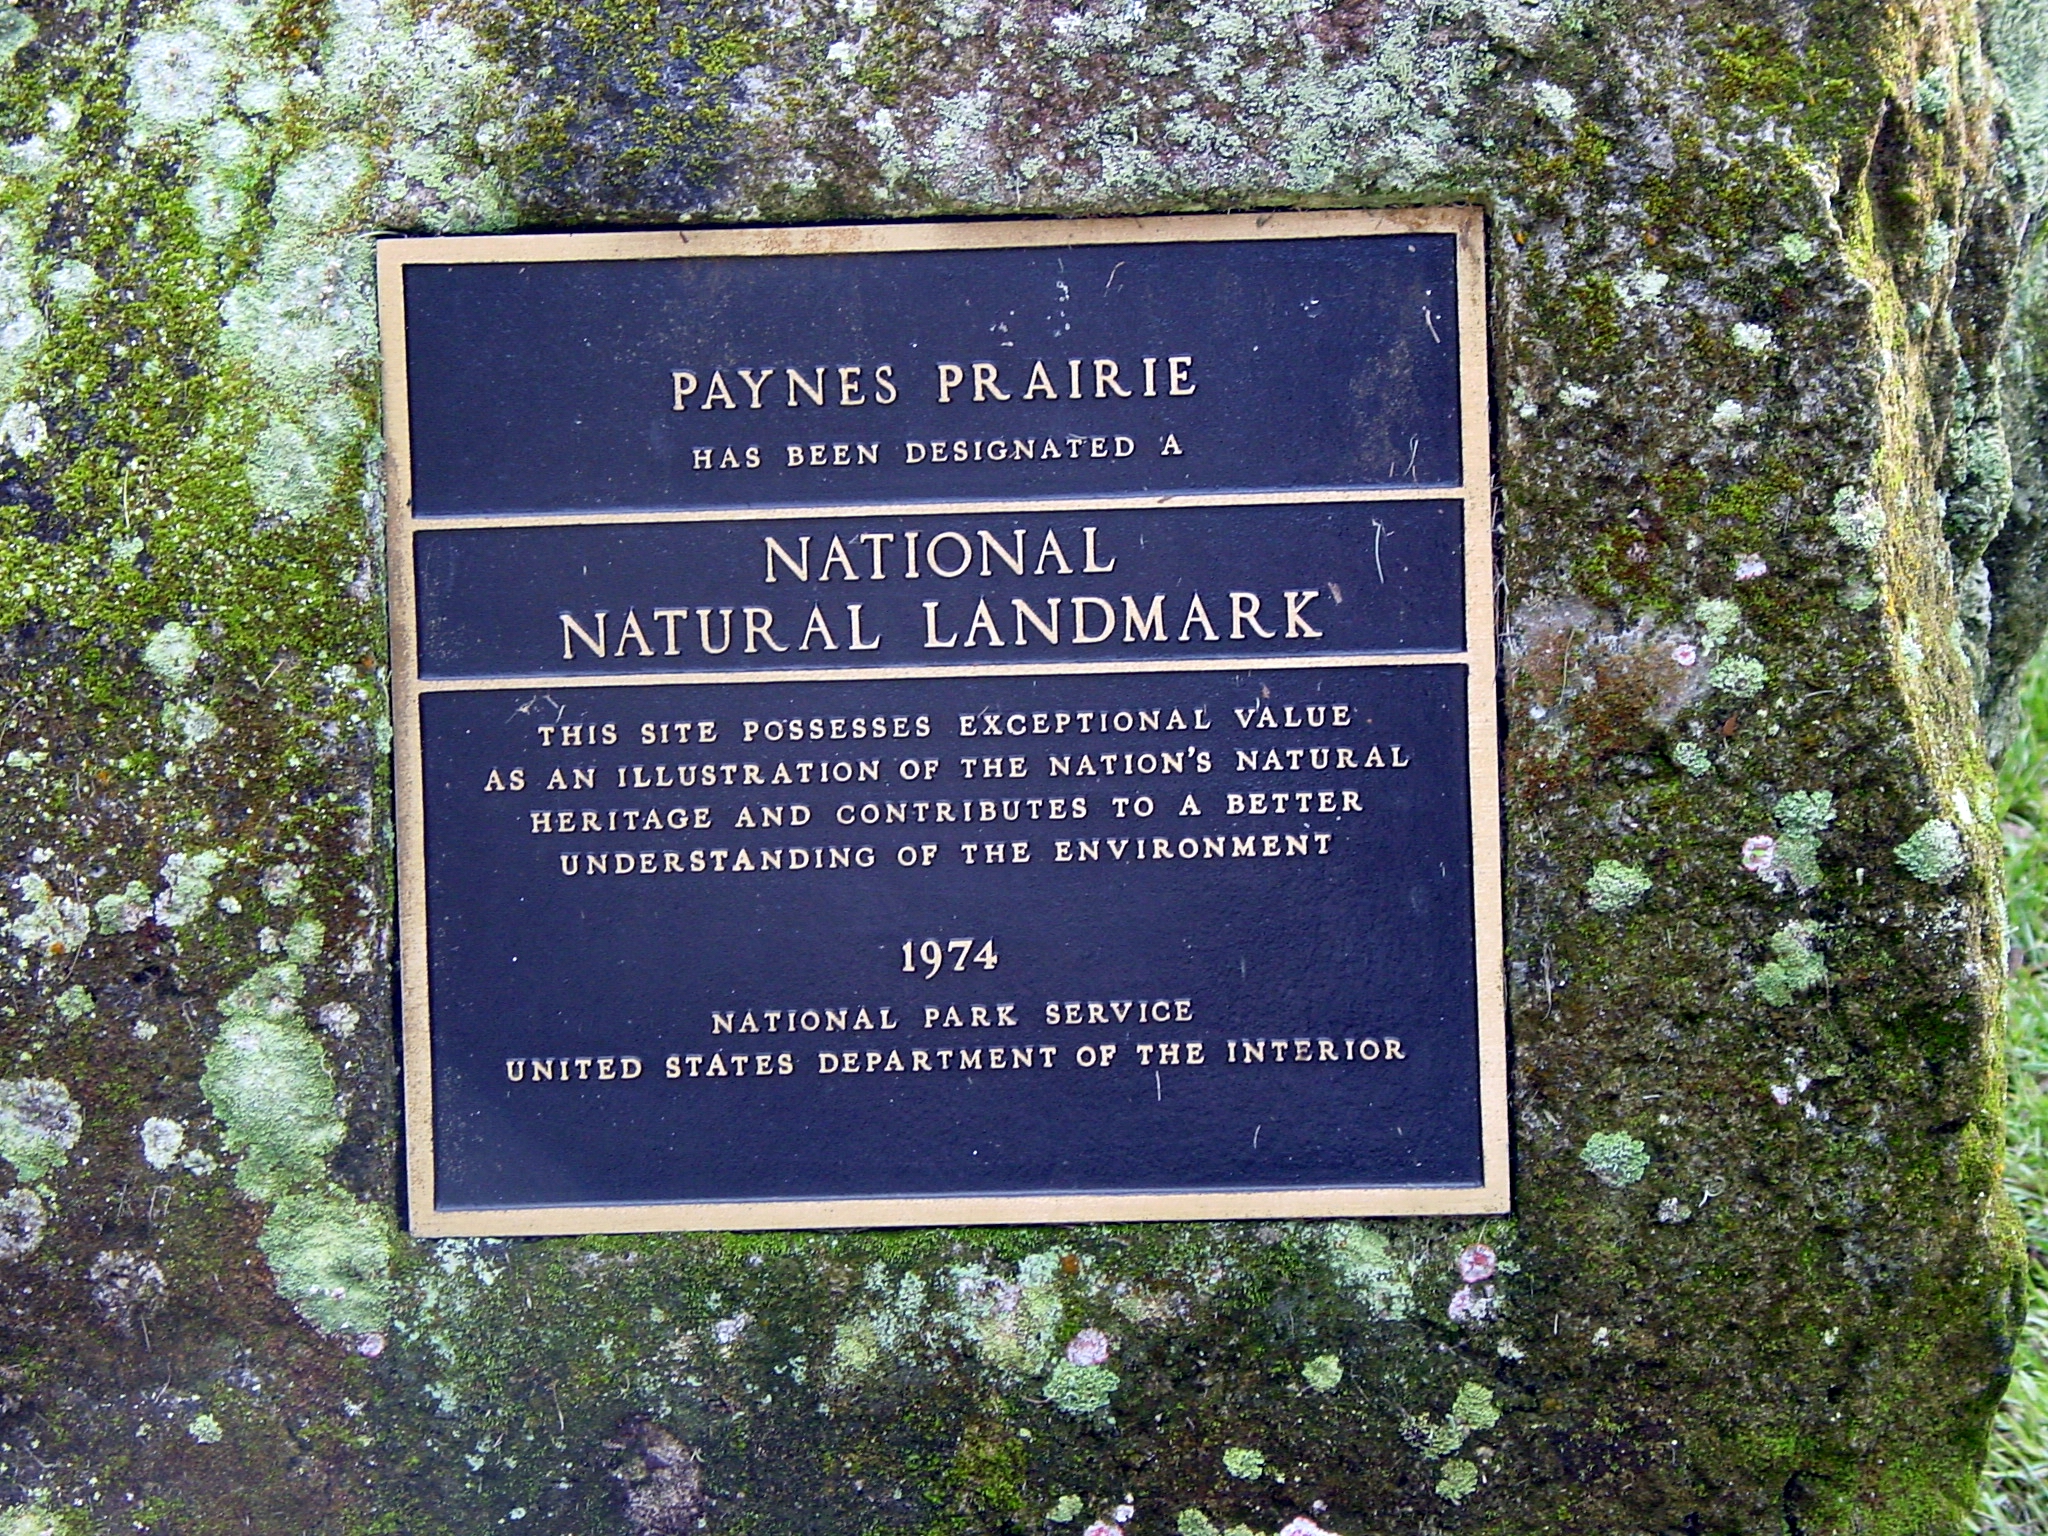 PAYNES PRAIRIE
HAS BEEN DESIGNATED A
NATIONAL
NATURAL LANDMARK
THIS SITE POSSESSES EXCEPTIONAL VALUE
AS AN ILLUSTRATION OF THE NATION'S NATURAL
HERITAGE AND CONTRIBUTES TO A BETTER
UNDERSTANDING OF THE ENVIRONMENT
1974
NATIONAL PARK SERVICE
UNITED STATES DEPARTMENT OF THE INTERIOR